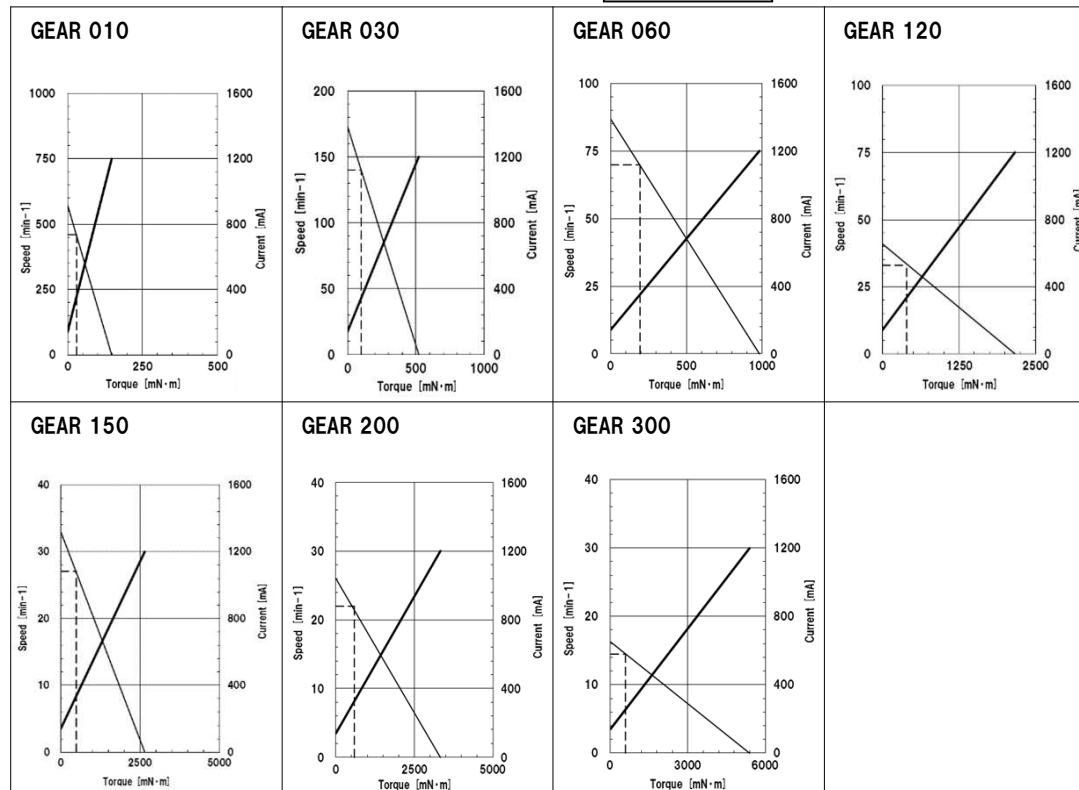 GEAR 010
1000
750
500
250
0
Speed [min-1]
1600
1200
800
400
0
Current [mA]
0 250 500
Torque [mN·m]
GEAR 030
200
150
100
50
0
Speed [min-1]
1600
1200
800
400
0
Current [mA]
0 500 1000
Torque [mN·m]
GEAR 060
100
75
50
25
0
Speed [min-1]
1600
1200
800
400
0
Current [mA]
0 500 1000
Torque [mN·m]
GEAR 120
100
75
50
25
0
Speed [min-1]
1600
1200
800
400
0
Current [mA]
0 1250 2500
Torque [mN·m]
GEAR 150
40
30
20
10
0
Speed [min-1]
1600
1200
800
400
0
Current [mA]
0 2500 5000
Torque [mN·m]
GEAR 200
40
30
20
10
0
Speed [min-1]
1600
1200
800
400
0
Current [mA]
0 2500 5000
Torque [mN·m]
GEAR 300
40
30
20
10
0
Speed [min-1]
1600
1200
800
400
0
Current [mA]
0 3000 6000
Torque [mN·m]